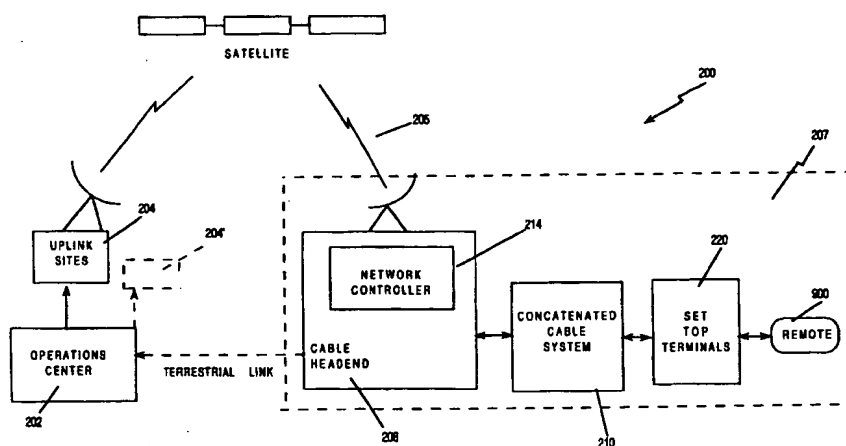 SATELLITE
200
205
207
204
204'
UPLINK
SITES
214
NETWORK
CONTROLLER
220
900
OPERATIONS
CENTER
TERRESTRIAL LINK
CABLE
HEADEND
CONCATENATED
CABLE
SYSTEM
SET
TOP
TERMINALS
REMOTE
202
208
210